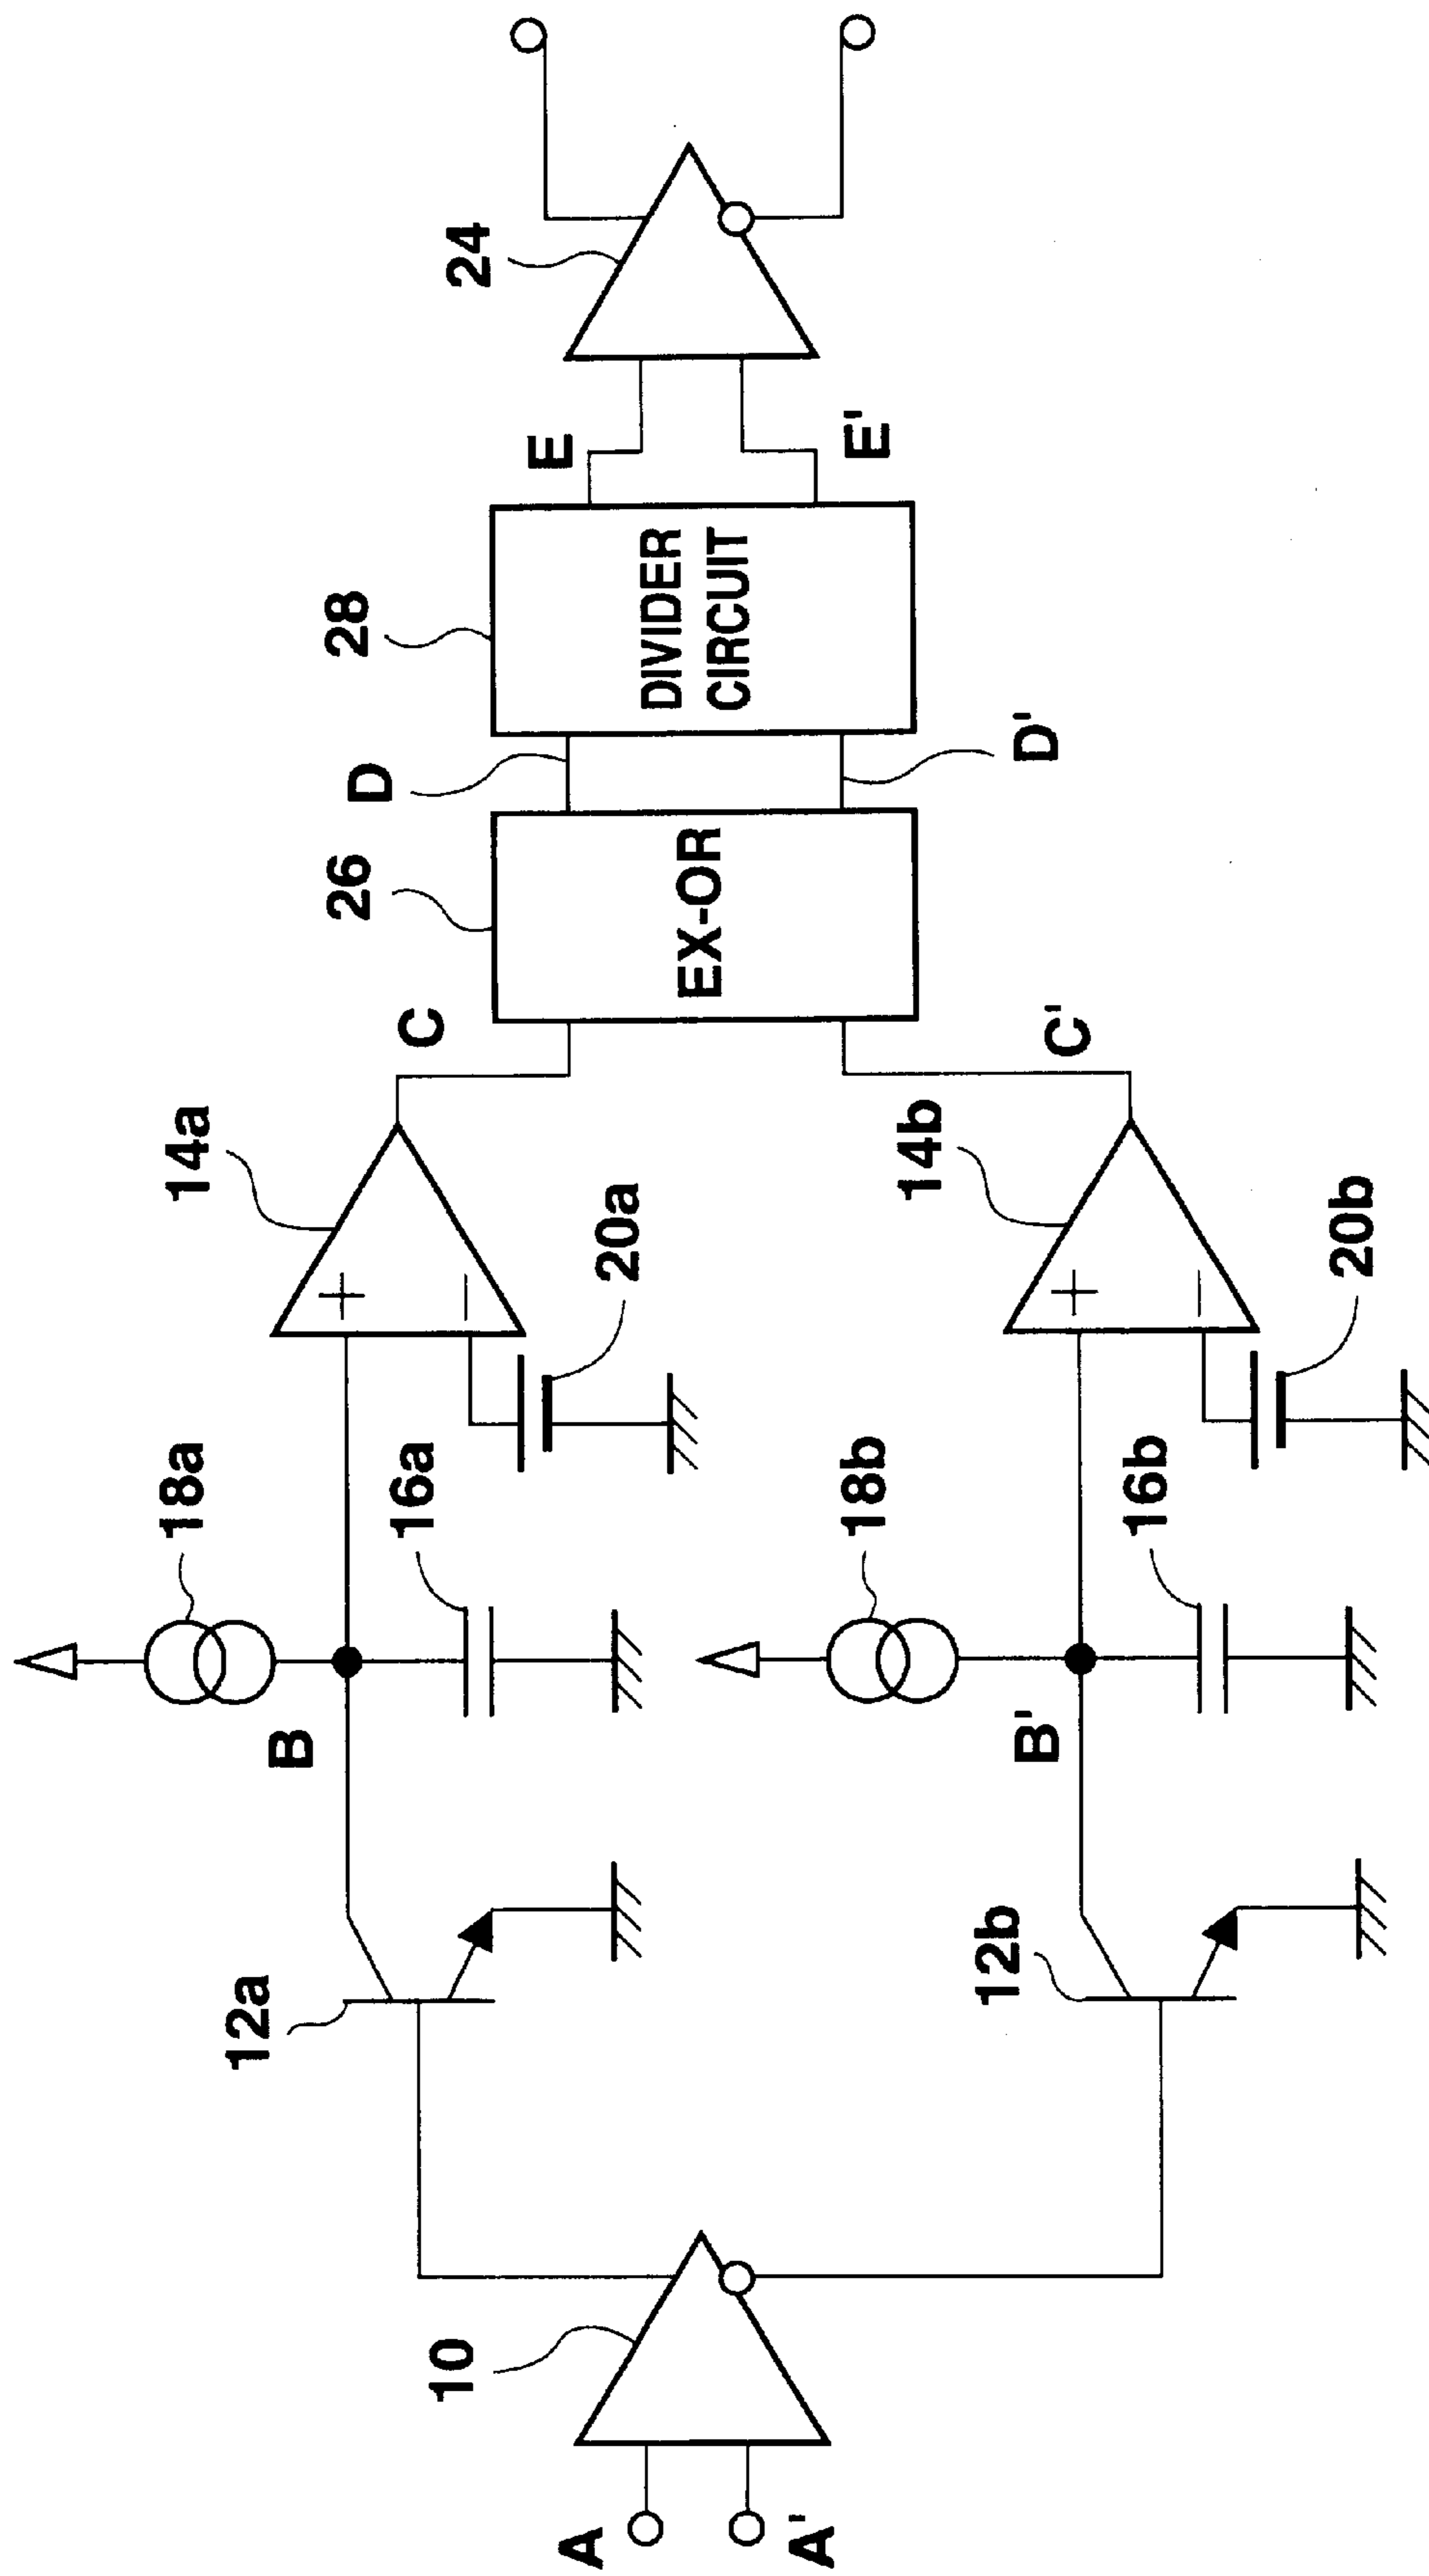 A
A'
10
12a
12b
B
B'
18a
16a
18b
16b
+
−
14a
20a
+
−
14b
20b
C
C'
26
EX-OR
D
D'
28
DIVIDER
CIRCUIT
E
E'
24